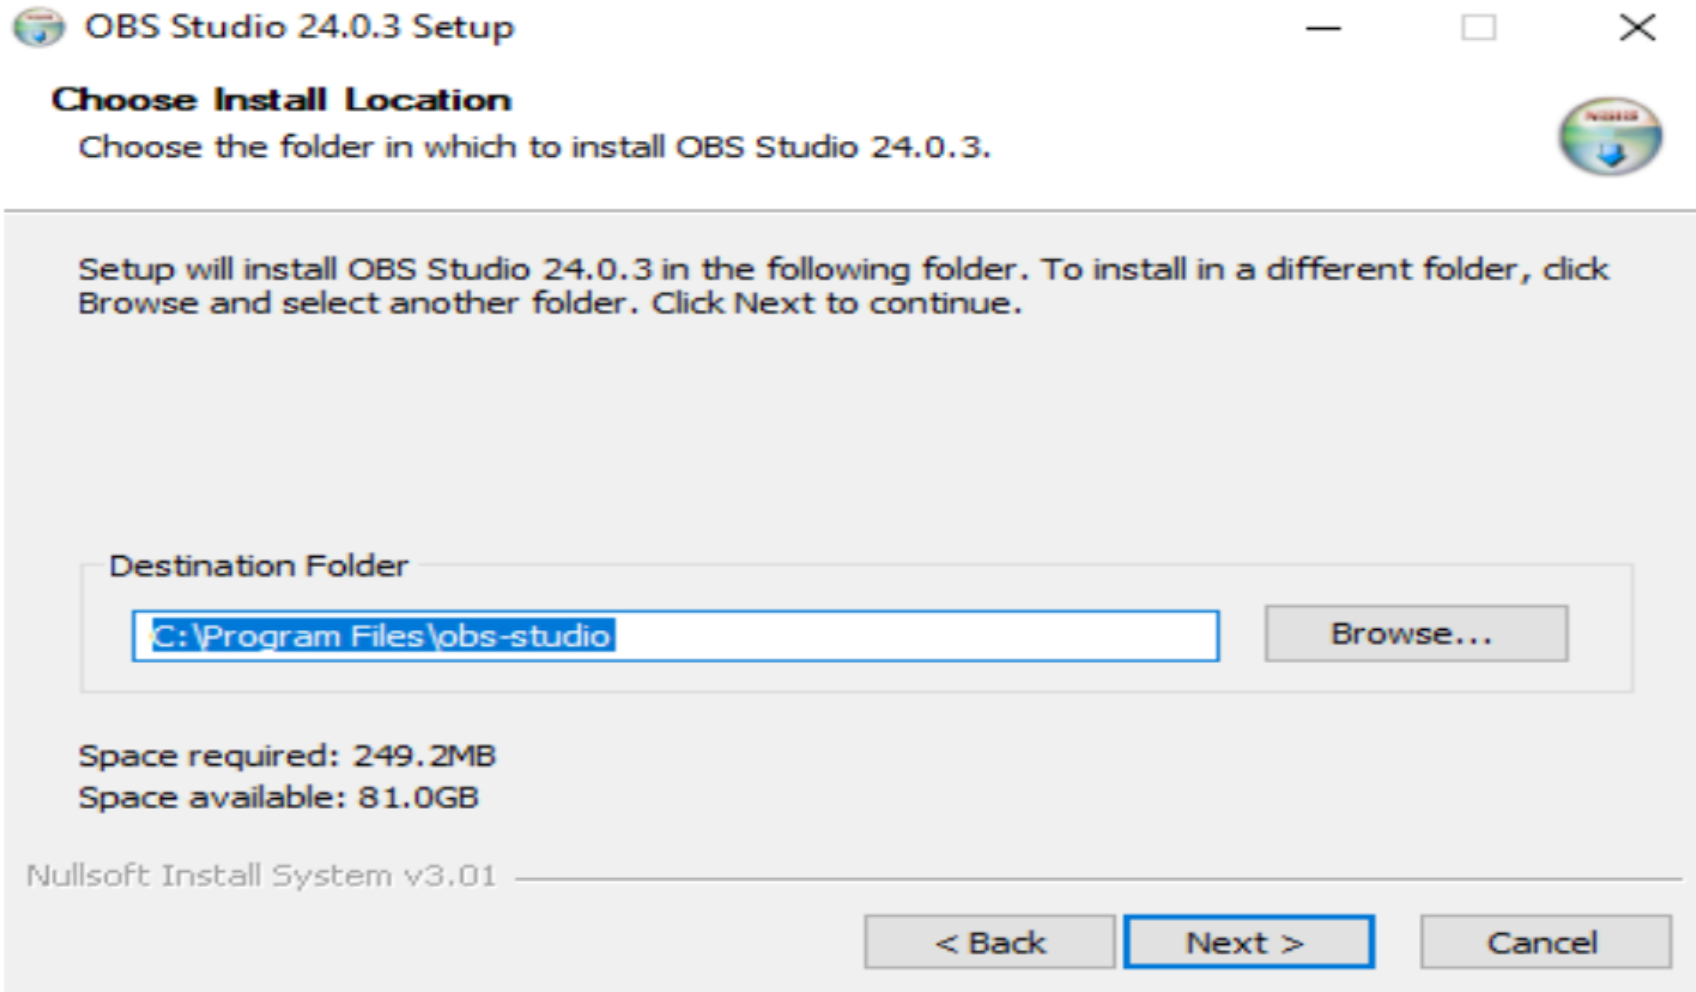 OBS Studio 24.0.3 Setup
Choose Install Location
Choose the folder in which to install OBS Studio 24.0.3.
Setup will install OBS Studio 24.0.3 in the following folder. To install in a different folder, click
Browse and select another folder. Click Next to continue.
Destination Folder
C:\Program Files\obs-studio
Browse...
Space required: 249.2MB
Space available: 81.0GB
Nullsoft Install System v3.01
< Back
Next >
Cancel